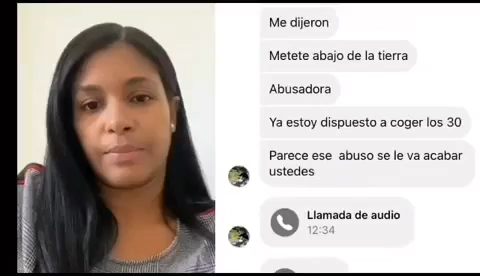 Me dijeron
Metete abajo de la tierra
Abusadora
Ya estoy dispuesto a coger los 30
Parece ese abuso se le va acabar
ustedes
Llamada de audio
12:34